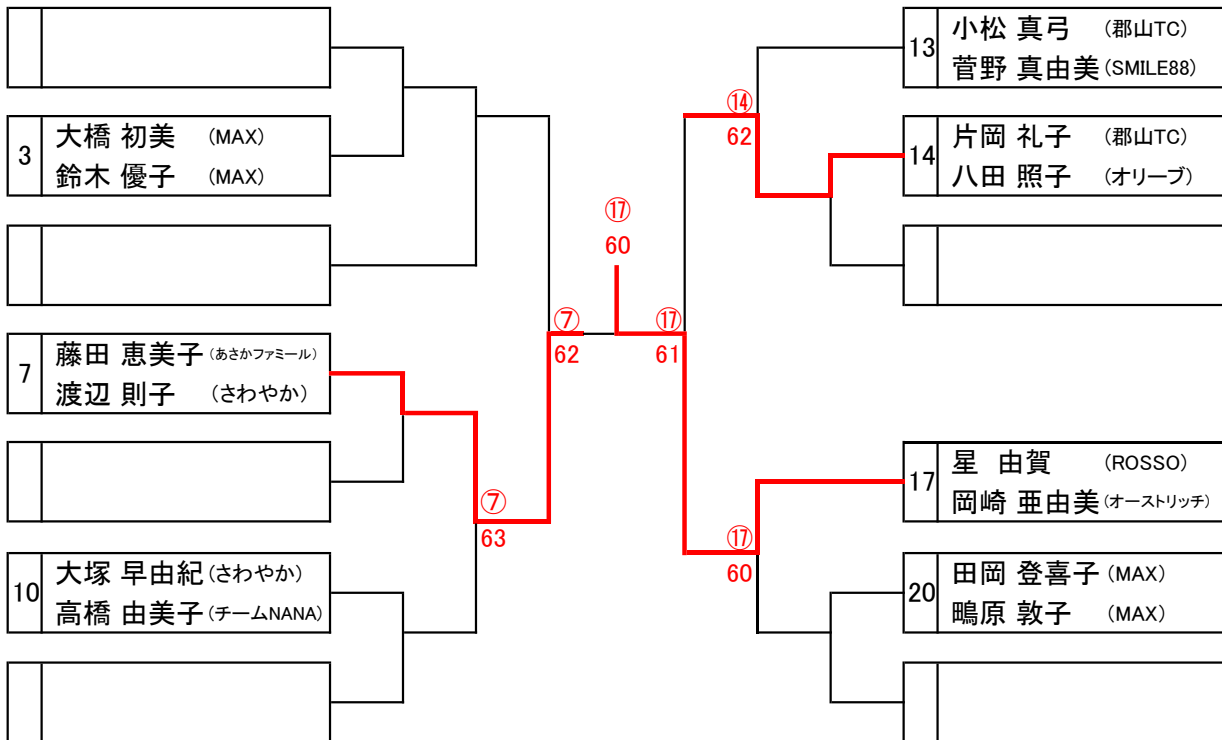 3
大橋 初美 (MAX)
鈴木 優子 (MAX)
7
藤田 恵美子 (あさかファミール)
渡辺 則子 (さわやか)
10
大塚 早由紀 (さわやか)
高橋 由美子 (チームNANA)
⑦
63
⑦
62
⑰
60
⑰
61
⑭
62
⑰
60
13
小松 真弓 (郡山TC)
菅野 真由美 (SMILE88)
14
片岡 礼子 (郡山TC)
八田 照子 (オリーブ)
17
星 由賀 (ROSSO)
岡崎 亜由美 (オーストリッチ)
20
田岡 登喜子 (MAX)
鴫原 敦子 (MAX)